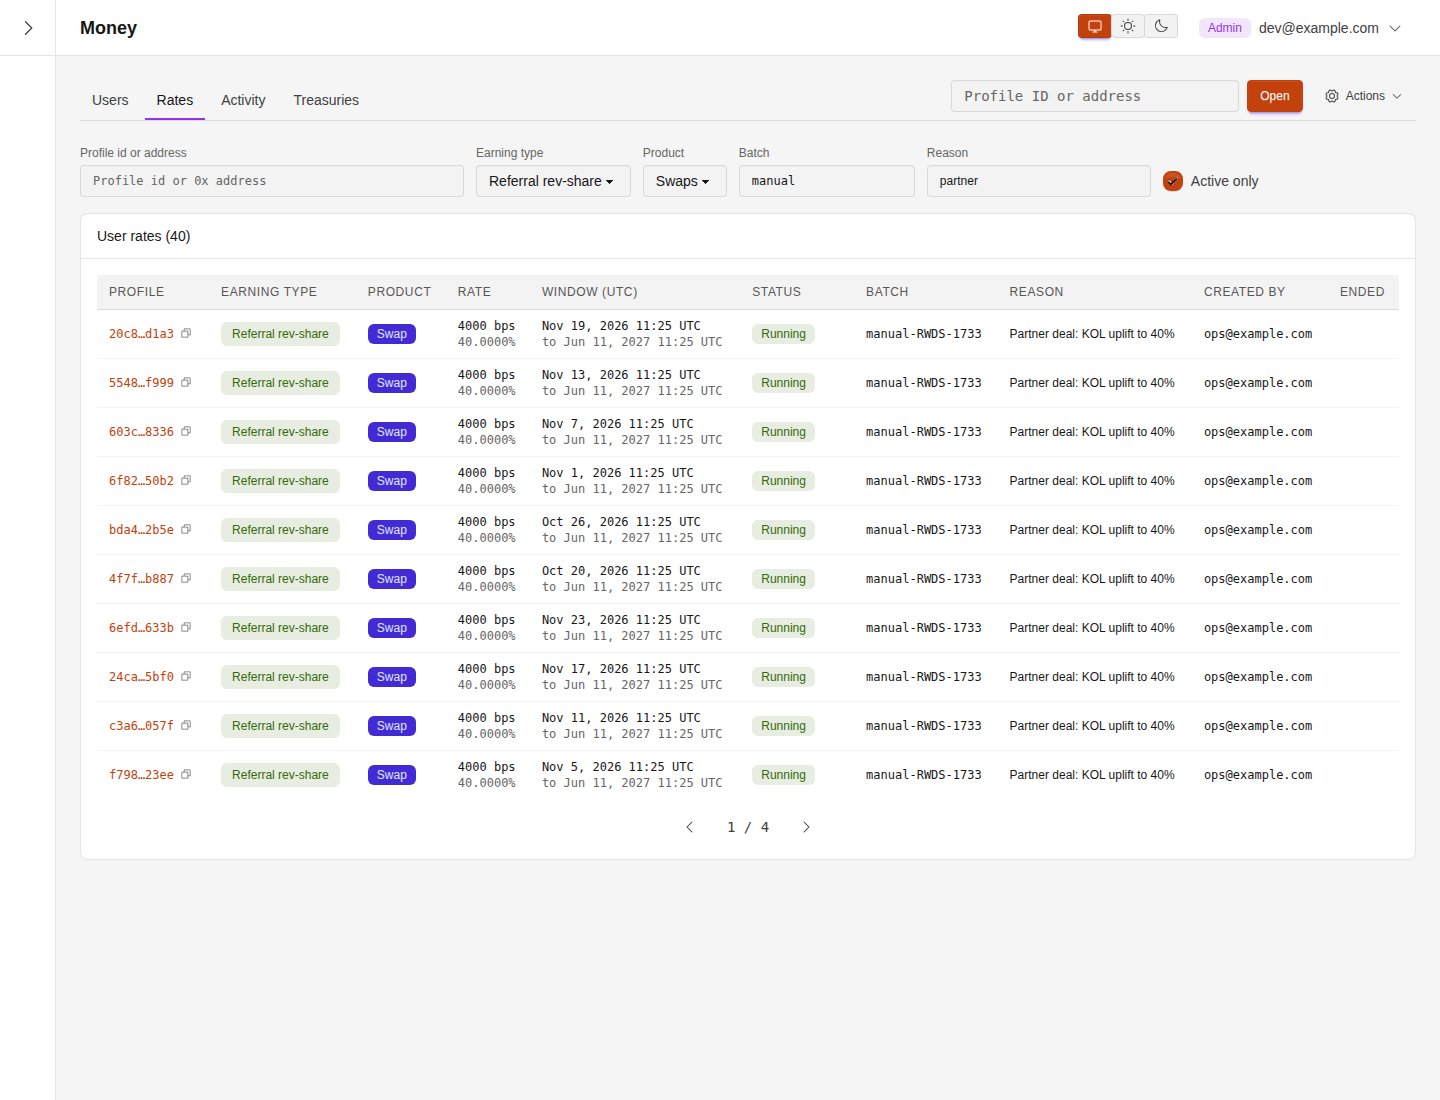 Money
Admin dev@example.com
Users Rates Activity Treasuries
Profile ID or address Open Actions
Profile id or address Earning type Product Batch Reason
Profile id or 0x address Referral rev-share Swaps manual partner Active only
User rates (40)
PROFILE EARNING TYPE PRODUCT RATE WINDOW (UTC) STATUS BATCH REASON CREATED BY ENDED
20c8…d1a3 Referral rev-share Swap 4000 bps Nov 19, 2026 11:25 UTC Running manual-RWDS-1733 Partner deal: KOL uplift to 40% ops@example.com
40.0000% to Jun 11, 2027 11:25 UTC
5548…f999 Referral rev-share Swap 4000 bps Nov 13, 2026 11:25 UTC Running manual-RWDS-1733 Partner deal: KOL uplift to 40% ops@example.com
40.0000% to Jun 11, 2027 11:25 UTC
603c…8336 Referral rev-share Swap 4000 bps Nov 7, 2026 11:25 UTC Running manual-RWDS-1733 Partner deal: KOL uplift to 40% ops@example.com
40.0000% to Jun 11, 2027 11:25 UTC
6f82…50b2 Referral rev-share Swap 4000 bps Nov 1, 2026 11:25 UTC Running manual-RWDS-1733 Partner deal: KOL uplift to 40% ops@example.com
40.0000% to Jun 11, 2027 11:25 UTC
bda4…2b5e Referral rev-share Swap 4000 bps Oct 26, 2026 11:25 UTC Running manual-RWDS-1733 Partner deal: KOL uplift to 40% ops@example.com
40.0000% to Jun 11, 2027 11:25 UTC
4f7f…b887 Referral rev-share Swap 4000 bps Oct 20, 2026 11:25 UTC Running manual-RWDS-1733 Partner deal: KOL uplift to 40% ops@example.com
40.0000% to Jun 11, 2027 11:25 UTC
6efd…633b Referral rev-share Swap 4000 bps Nov 23, 2026 11:25 UTC Running manual-RWDS-1733 Partner deal: KOL uplift to 40% ops@example.com
40.0000% to Jun 11, 2027 11:25 UTC
24ca…5bf0 Referral rev-share Swap 4000 bps Nov 17, 2026 11:25 UTC Running manual-RWDS-1733 Partner deal: KOL uplift to 40% ops@example.com
40.0000% to Jun 11, 2027 11:25 UTC
c3a6…057f Referral rev-share Swap 4000 bps Nov 11, 2026 11:25 UTC Running manual-RWDS-1733 Partner deal: KOL uplift to 40% ops@example.com
40.0000% to Jun 11, 2027 11:25 UTC
f798…23ee Referral rev-share Swap 4000 bps Nov 5, 2026 11:25 UTC Running manual-RWDS-1733 Partner deal: KOL uplift to 40% ops@example.com
40.0000% to Jun 11, 2027 11:25 UTC
1 / 4